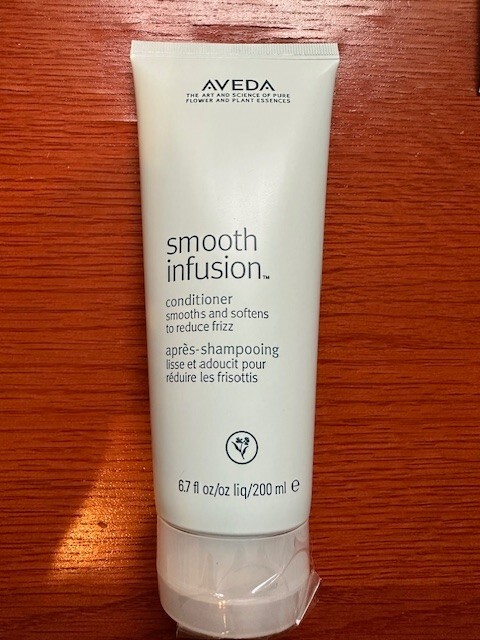 AVEDA
THE ART AND SCIENCE OF PURE
FLOWER AND PLANT ESSENCES
smooth
infusion™
conditioner
smooths and softens
to reduce frizz
après-shampooing
lisse et adoucit pour
réduire les frisottis
6.7 fl oz/oz liq/200 ml ℮